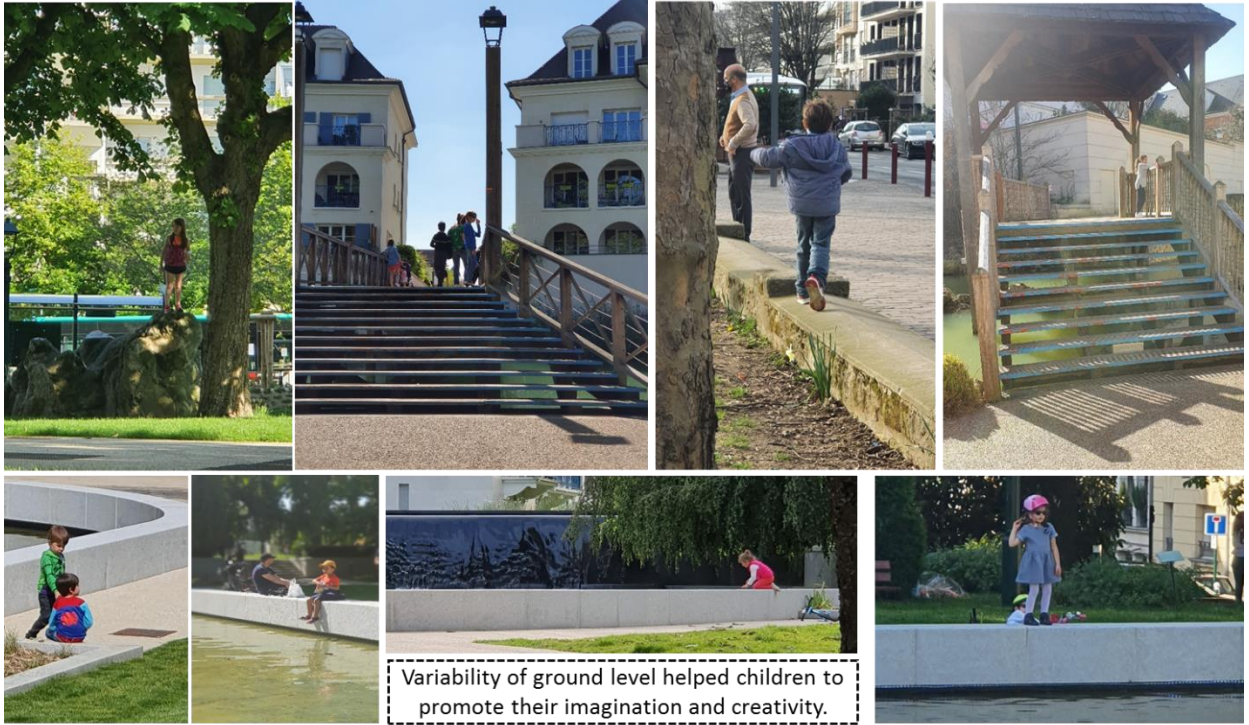 Variability of ground level helped children to
promote their imagination and creativity.